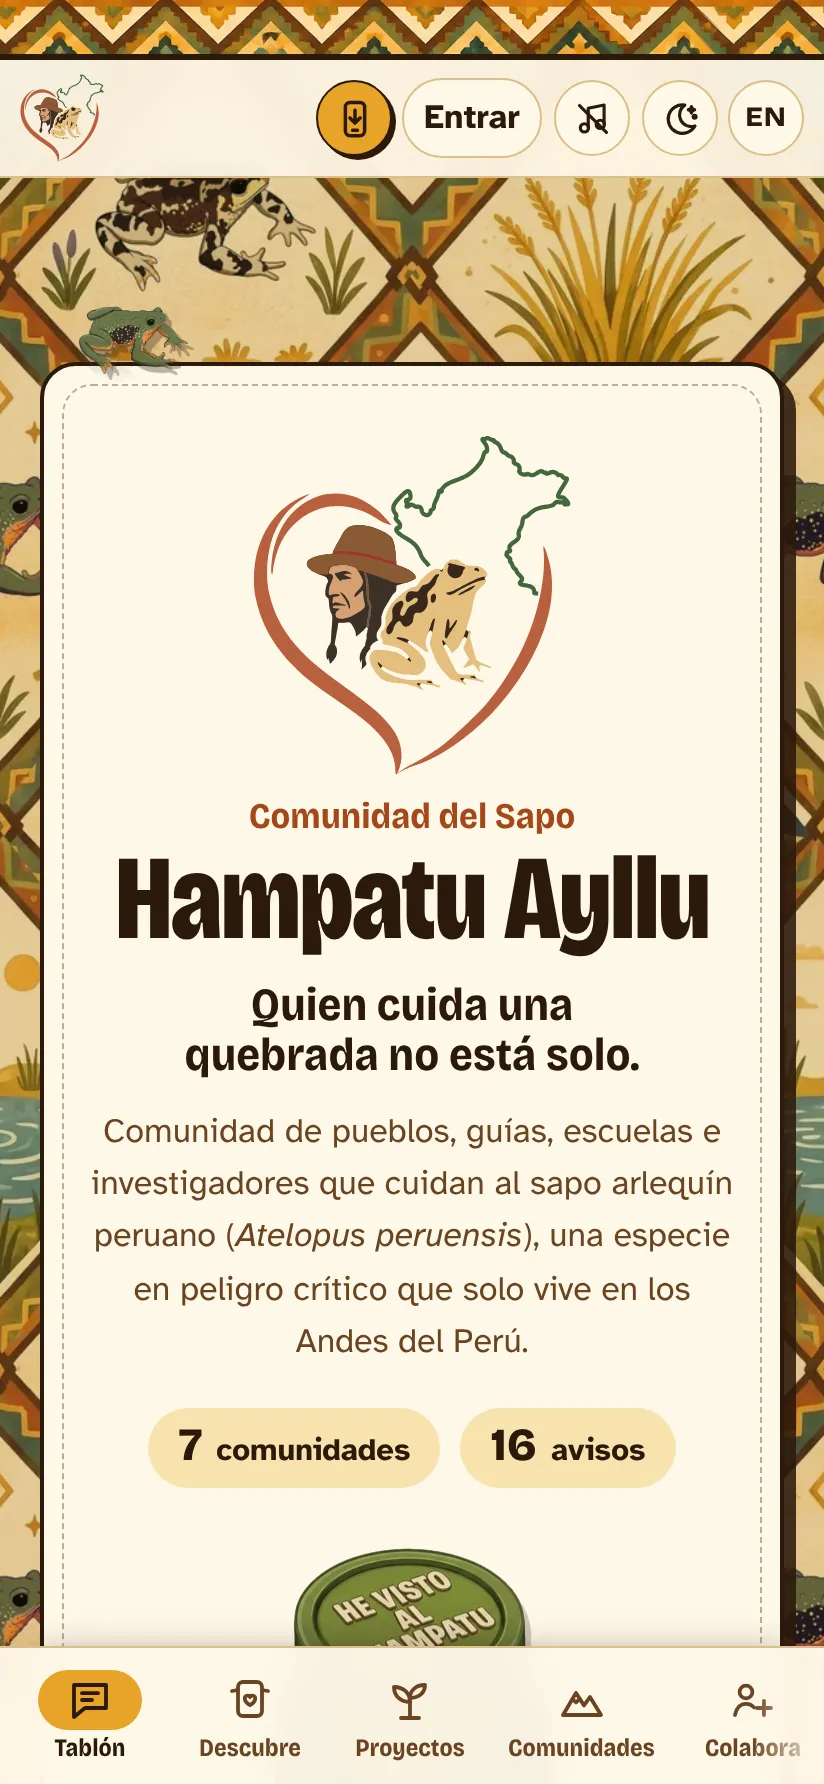 Entrar
EN
Comunidad del Sapo
Hampatu Ayllu
Quien cuida una
quebrada no está solo.
Comunidad de pueblos, guías, escuelas e
investigadores que cuidan al sapo arlequín
peruano (Atelopus peruensis), una especie
en peligro crítico que solo vive en los
Andes del Perú.
7 comunidades
16 avisos
HE VISTO
AL
HAMPATU
Tablón
Descubre
Proyectos
Comunidades
Colabora